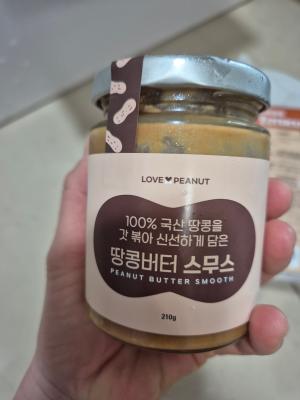 LOVE♥PEANUT
100% 국산 땅콩을
갓 볶아 신선하게 담은
땅콩버터 스무스
PEANUT BUTTER SMOOTH
210g